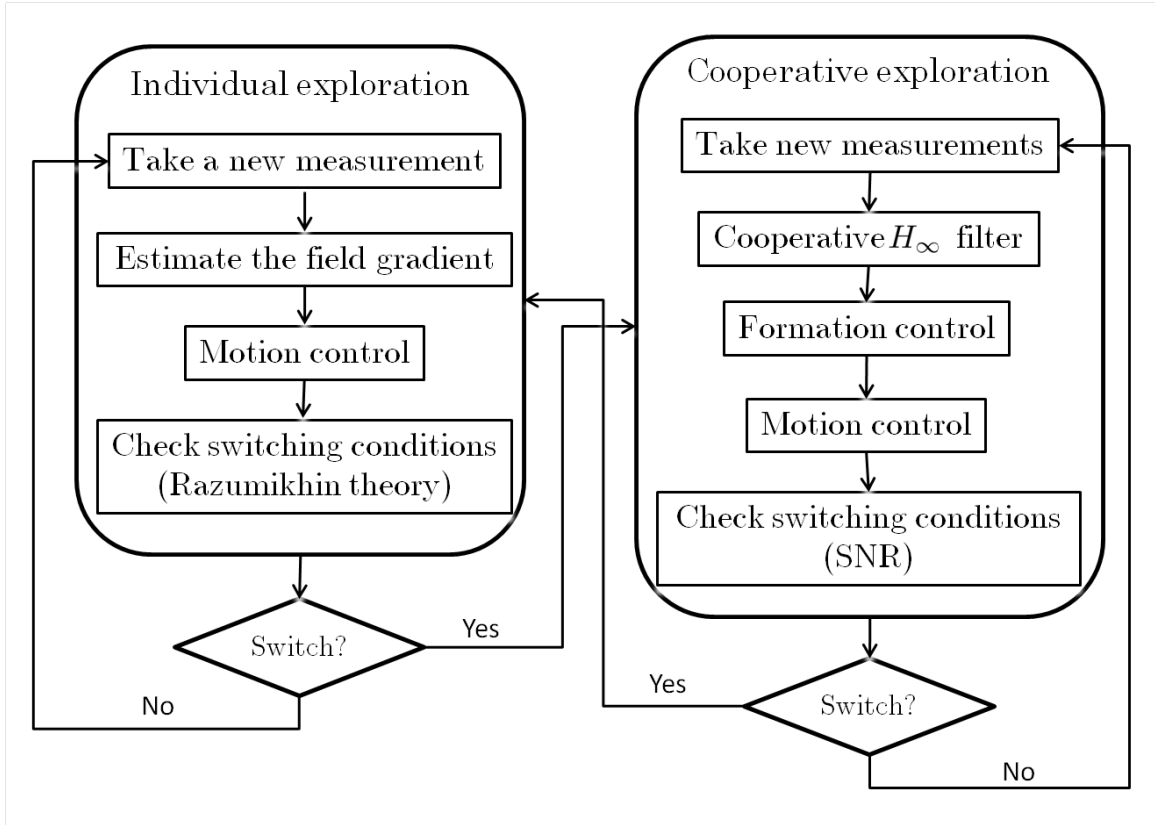 Individual exploration
Take a new measurement
Estimate the field gradient
Motion control
Check switching conditions
(Razumikhin theory)
Switch?
Yes
No
Cooperative exploration
Take new measurements
Cooperative H∞ filter
Formation control
Motion control
Check switching conditions
(SNR)
Switch?
Yes
No